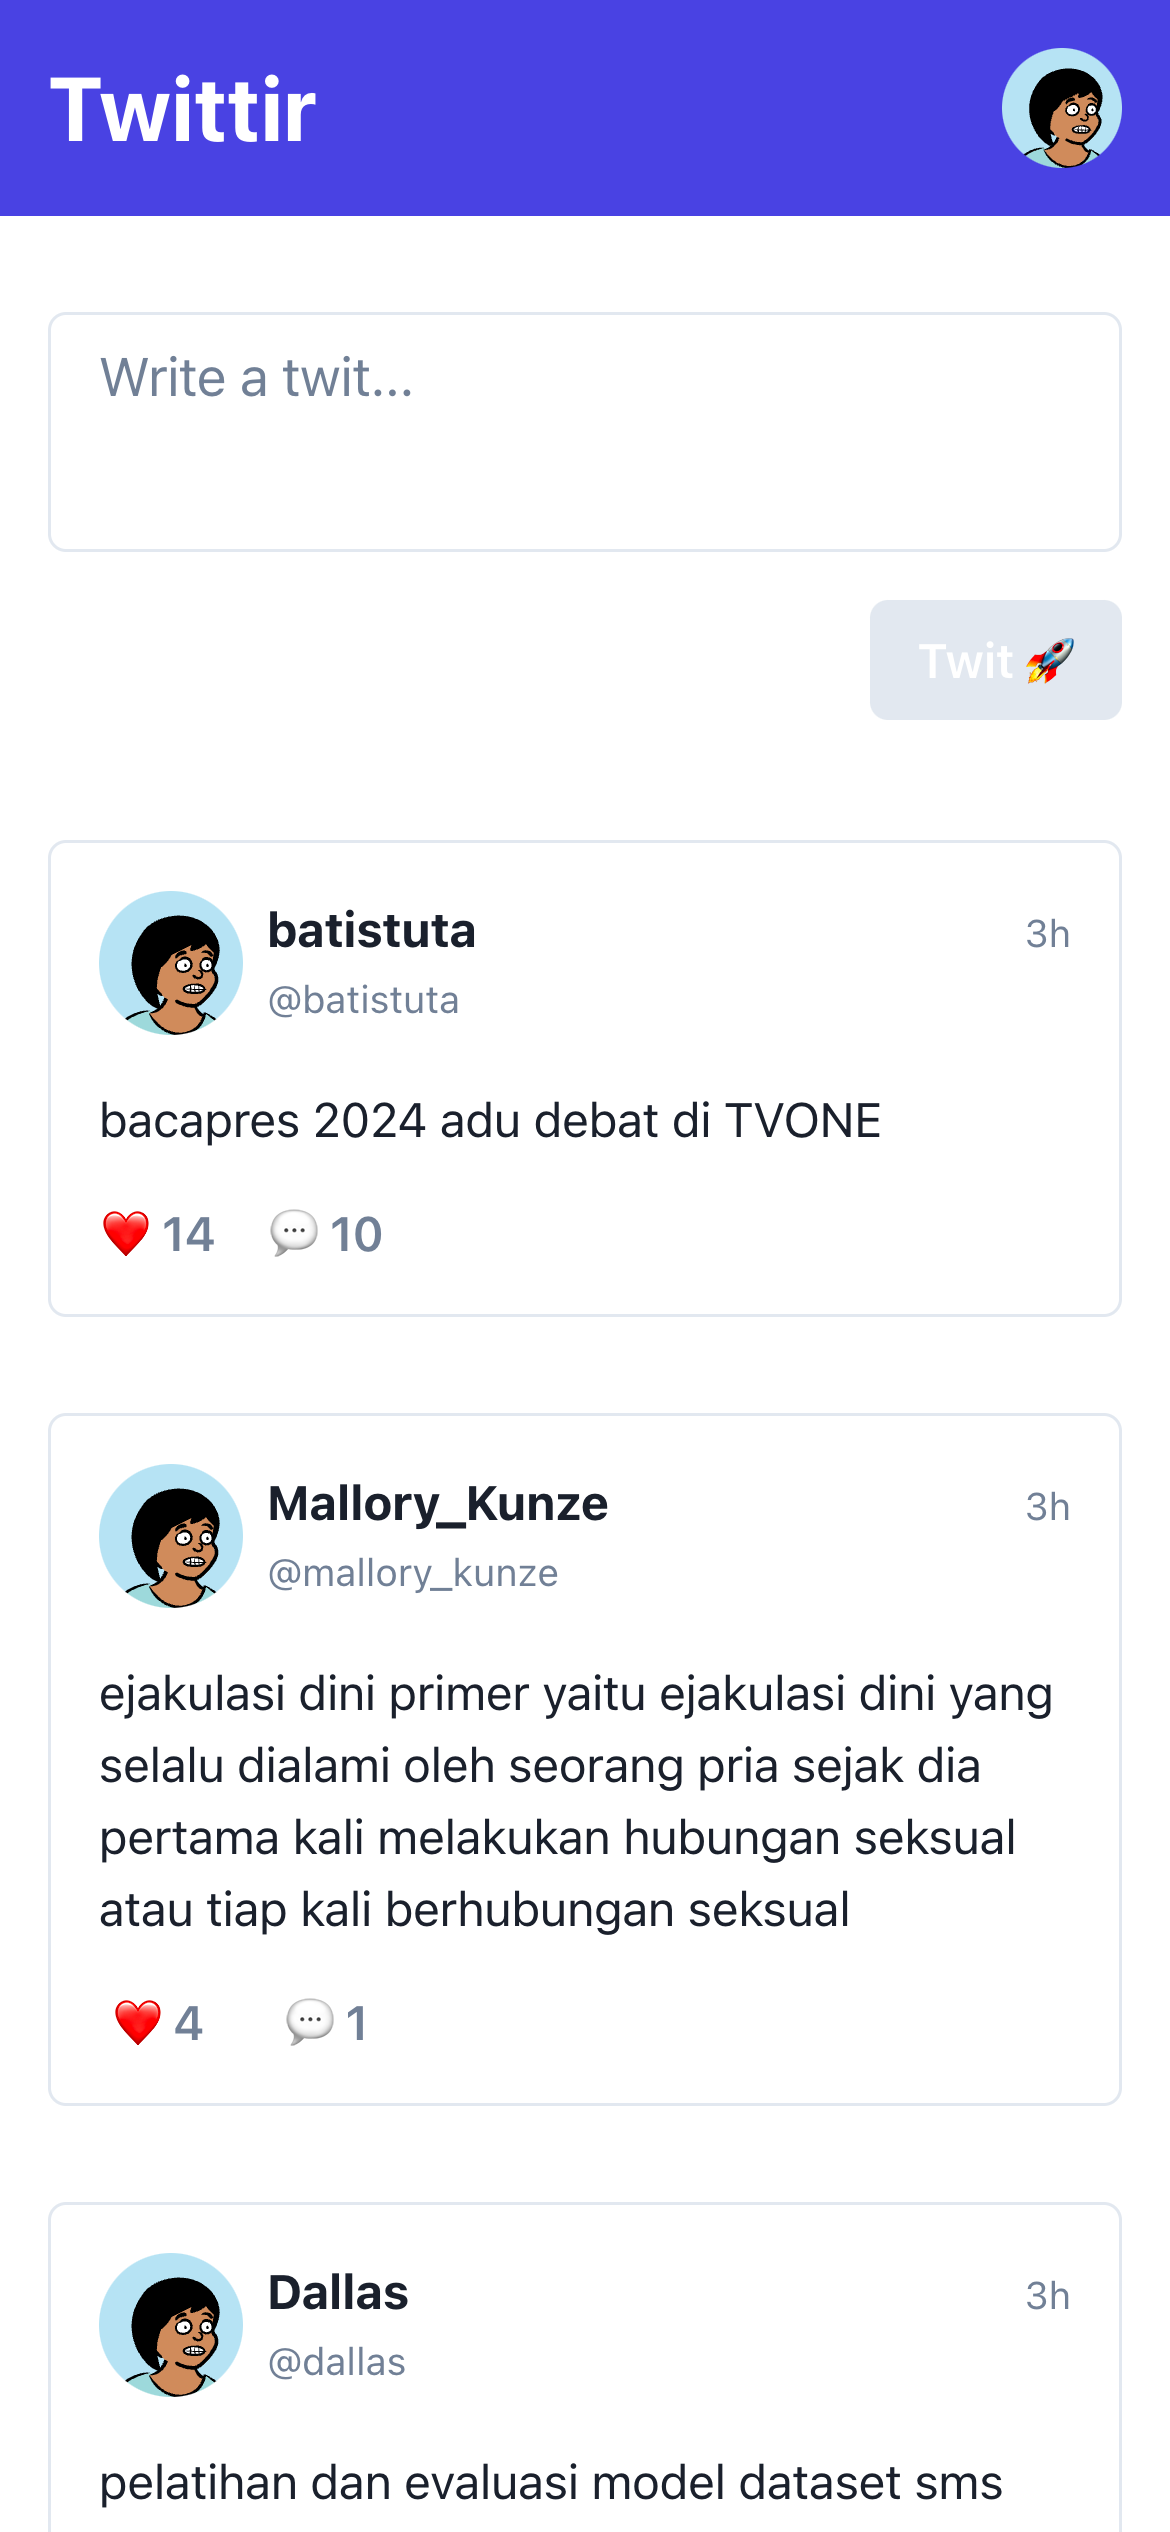 Twittir
Write a twit...
Twit 🚀
batistuta
3h
@batistuta
bacapres 2024 adu debat di TVONE
❤️ 14 💬 10
Mallory_Kunze
3h
@mallory_kunze
ejakulasi dini primer yaitu ejakulasi dini yang
selalu dialami oleh seorang pria sejak dia
pertama kali melakukan hubungan seksual
atau tiap kali berhubungan seksual
❤️ 4 💬 1
Dallas
3h
@dallas
pelatihan dan evaluasi model dataset sms